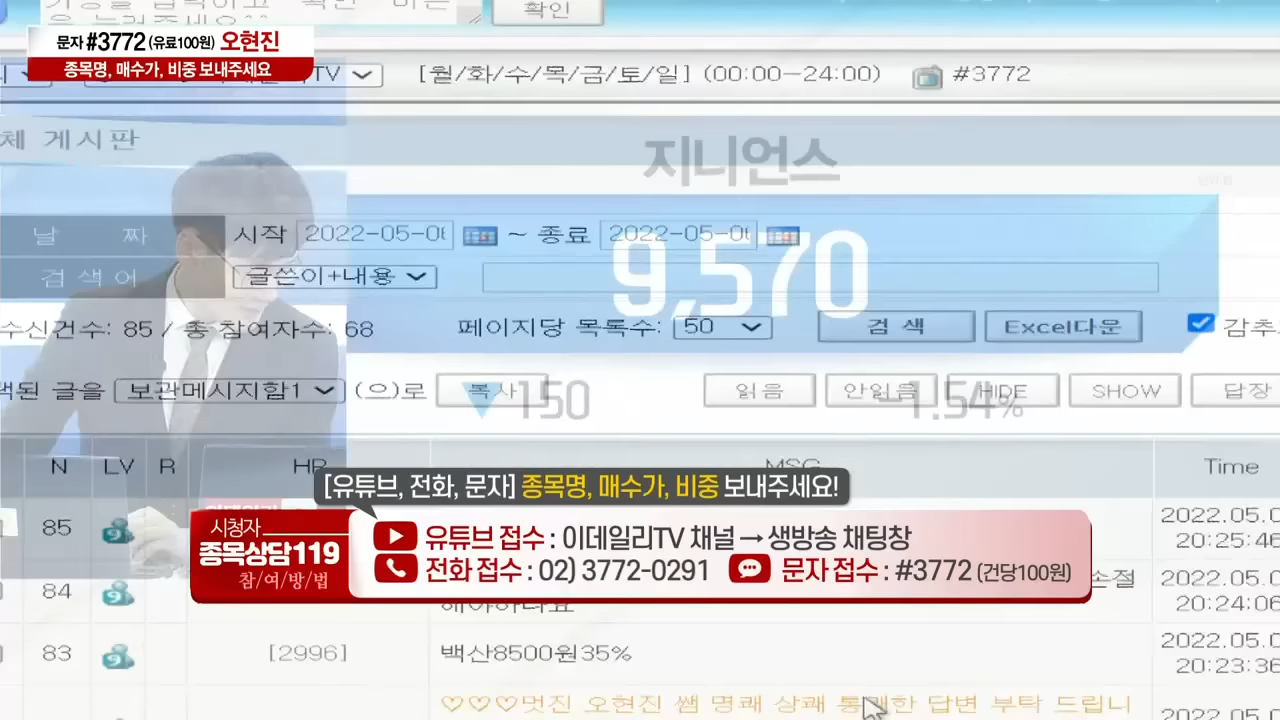 확인
문자 #3772 (유료100원) 오현진
종목명, 매수가, 비중 보내주세요
TV
[월/화/수/목/금/토/일] (00:00-24:00) #3772
체 게시판
지니언스
날 짜 시작 2022-05-0 ~ 종료 2022-05-0
9,570
검 색 어 글쓴이+내용
수신건수: 85 / 총 참여자수: 68 페이지당 목록수: 50 검 색 Excel다운 감추
택된 글을 보관메시지함1 (으)로 복사 읽음 안읽음 HIDE SHOW 답장
▼150 1.54%
N LV R HP MSG Time
[유튜브, 전화, 문자] 종목명, 매수가, 비중 보내주세요!
시청자
종목상담119
참/여/방/법
유튜브 접수 : 이데일리TV 채널 → 생방송 채팅창
전화 접수 : 02) 3772-0291 문자 접수 : #3772 (건당100원)
85 9 2022.05.0
20:25:46
84 9 손절 2022.05.0
해야하나요 20:24:06
83 9 [2996] 백산8500원35% 2022.05.0
20:23:36
♡♡♡멋진 오현진 쌤 명쾌 상쾌 통쾌한 답변 부탁 드립니
2022.05.0